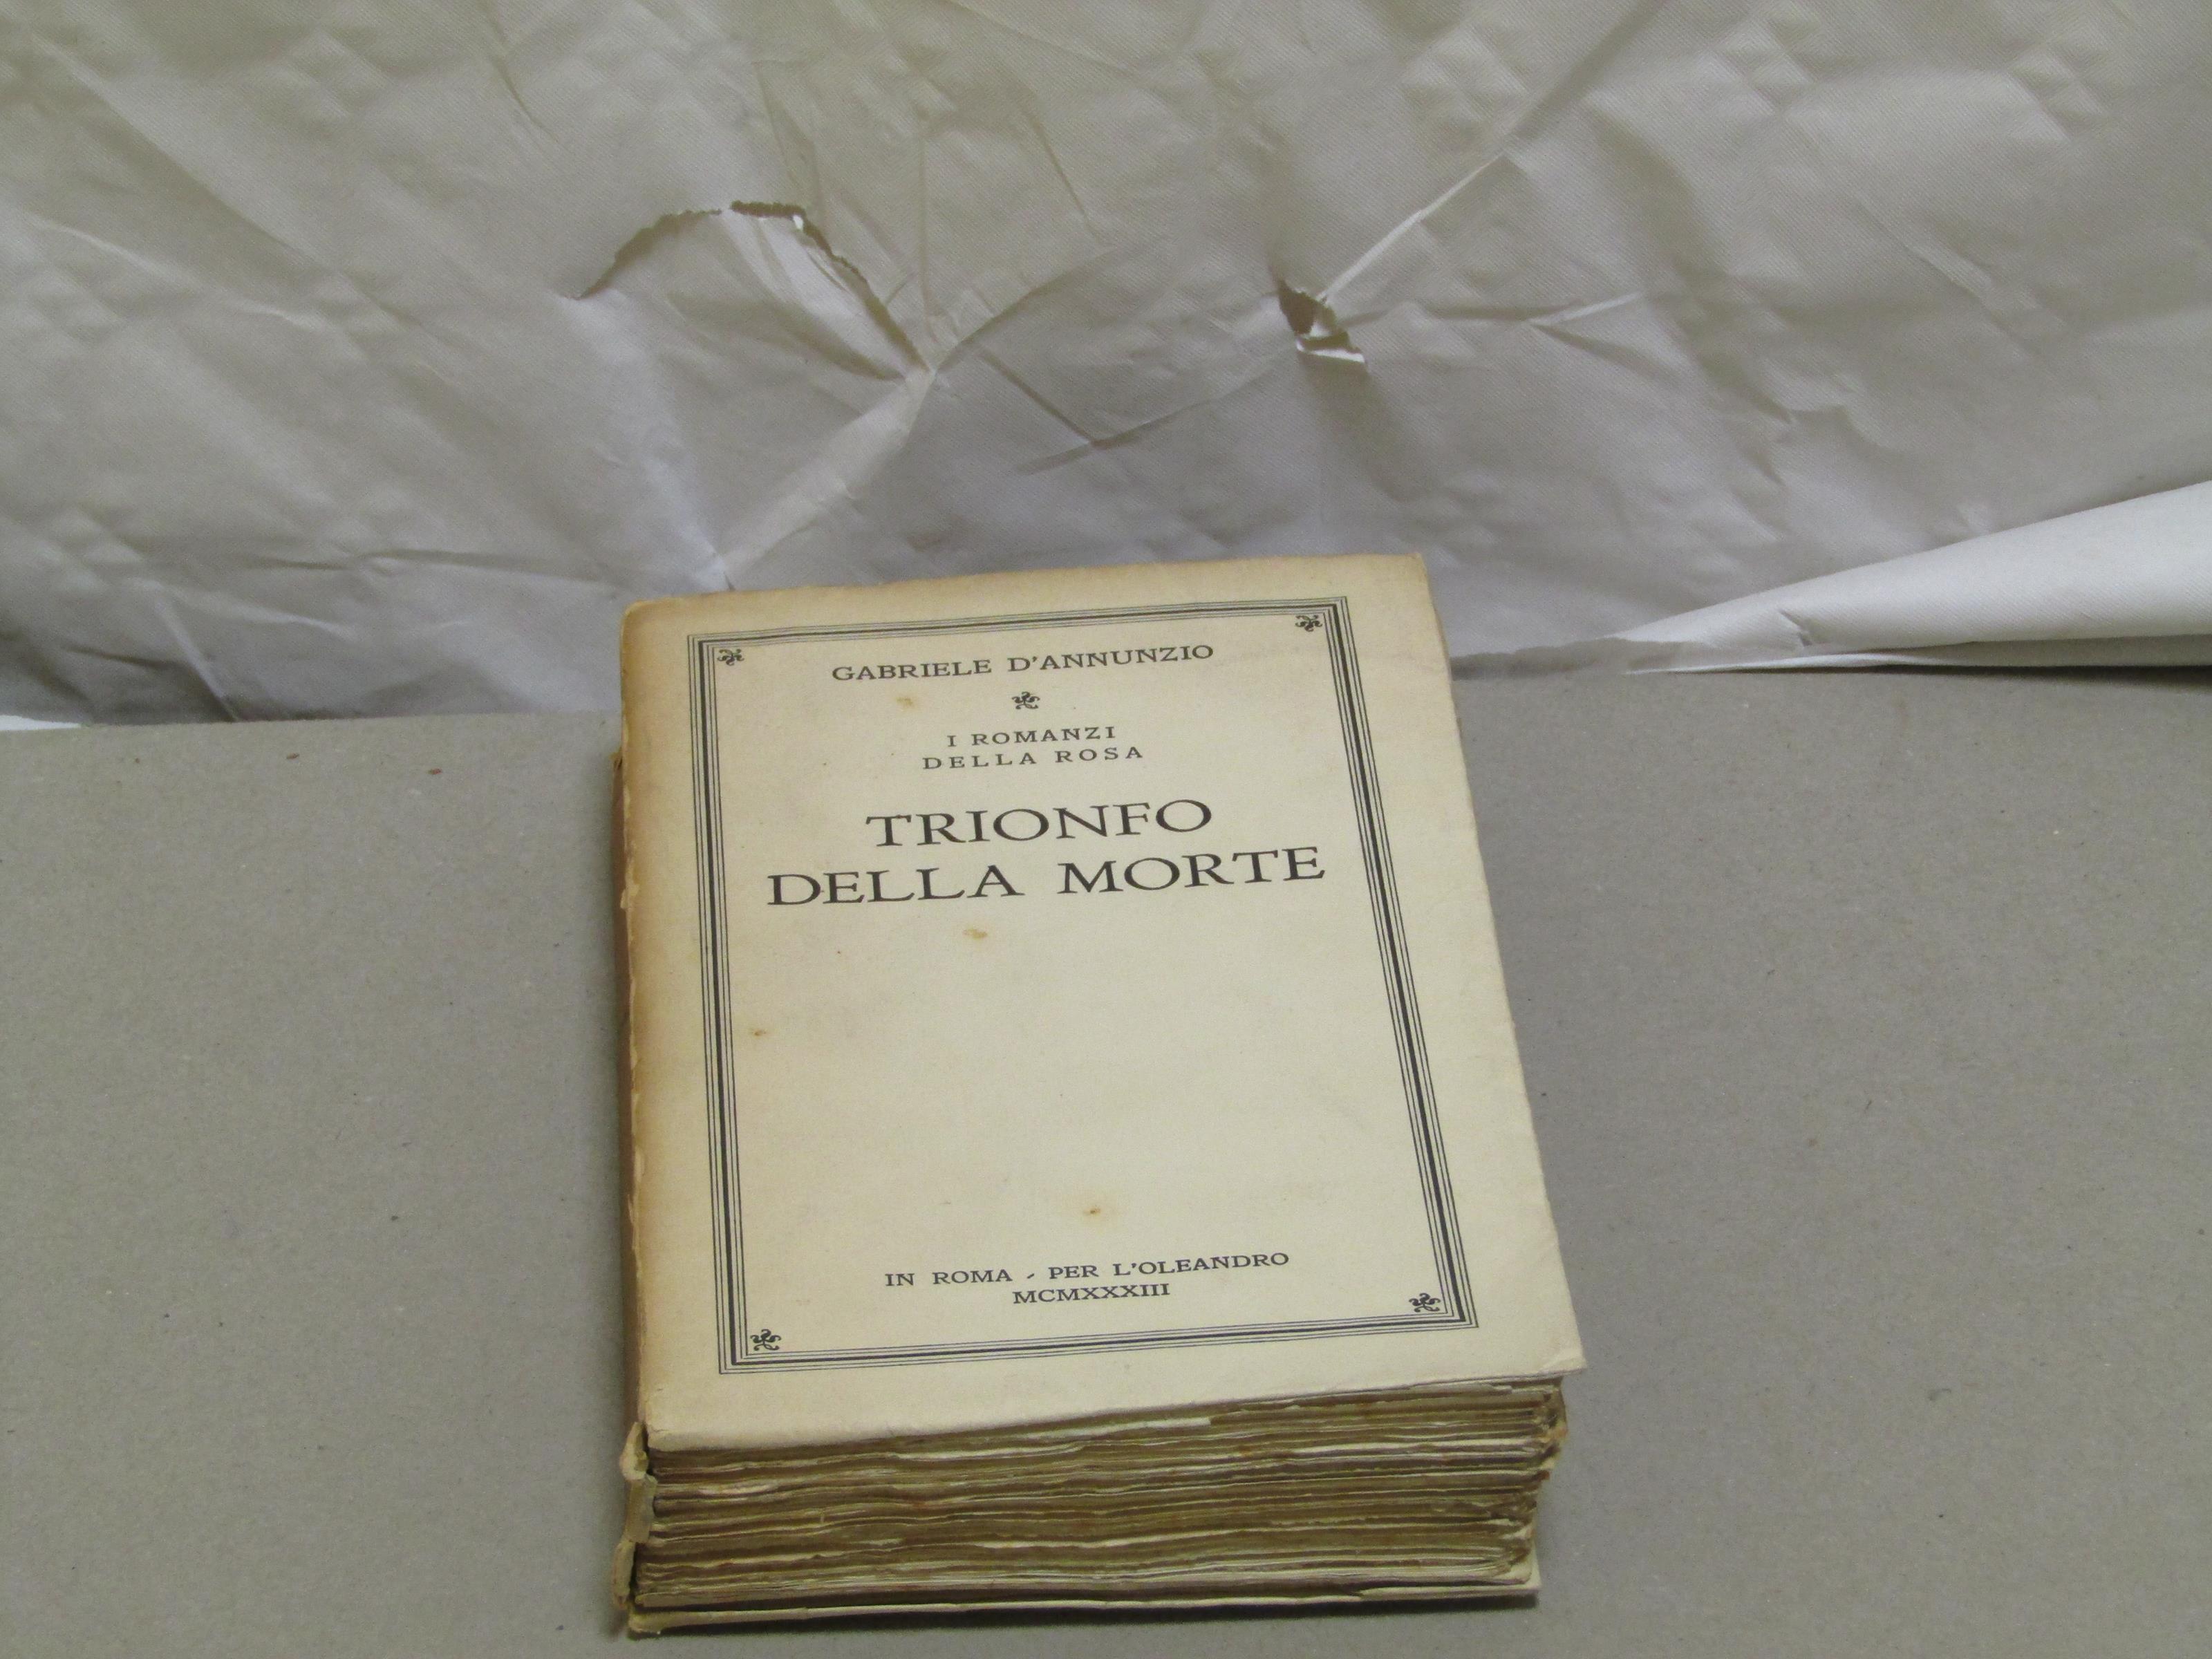 GABRIELE D'ANNUNZIO
I ROMANZI
DELLA ROSA
TRIONFO
DELLA MORTE
IN ROMA - PER L'OLEANDRO
MCMXXXIII